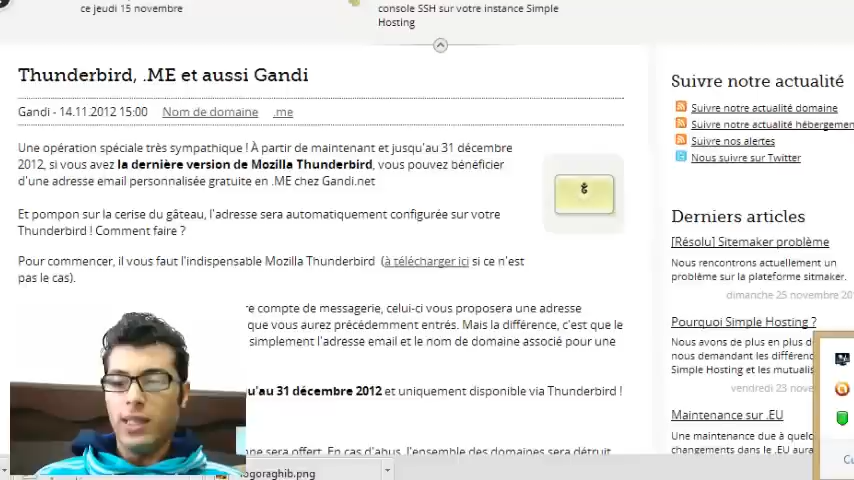 ce jeudi 15 novembre
console SSH sur votre instance Simple
Hosting
Thunderbird, .ME et aussi Gandi
Gandi - 14.11.2012 15:00 Nom de domaine .me
Une opération spéciale très sympathique ! À partir de maintenant et jusqu'au 31 décembre
2012, si vous avez la dernière version de Mozilla Thunderbird, vous pouvez bénéficier
d'une adresse email personnalisée gratuite en .ME chez Gandi.net
Et pompon sur la cerise du gâteau, l'adresse sera automatiquement configurée sur votre
Thunderbird ! Comment faire ?
Pour commencer, il vous faut l'indispensable Mozilla Thunderbird (à télécharger ici si ce n'est
pas le cas).
re compte de messagerie, celui-ci vous proposera une adresse
que vous aurez précédemment entrés. Mais la différence, c'est que le
simplement l'adresse email et le nom de domaine associé pour une
qu'au 31 décembre 2012 et uniquement disponible via Thunderbird !
sera offert. En cas d'abus, l'ensemble des domaines sera détruit
logoraghib.png
Suivre notre actualité
Suivre notre actualité domaine
Suivre notre actualité hébergemen
Suivre nos alertes
Nous suivre sur Twitter
Derniers articles
[Résolu] Sitemaker problème
Nous rencontrons actuellement un
problème sur la plateforme sitmaker.
dimanche 25 novembre 20
Pourquoi Simple Hosting ?
Nous avons de plus en plus d
nous demandant les différenc
Simple Hosting et les mutualis
vendredi 23 nove
Maintenance sur .EU
Une maintenance due à quelo
changements dans le .EU aura
Cu